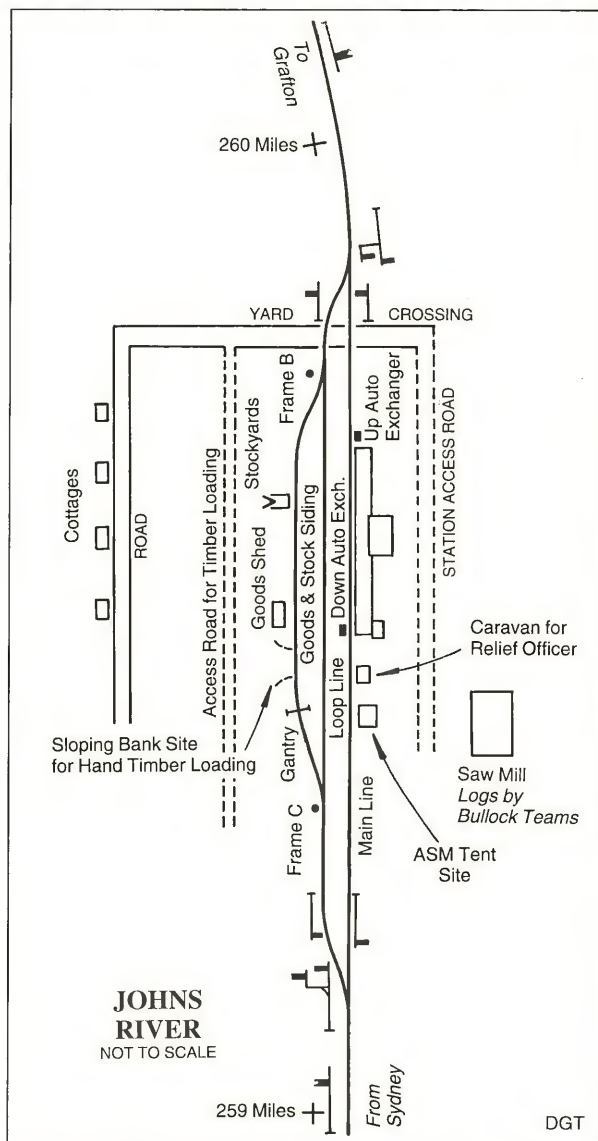 To
Grafton
260 Miles
YARD
CROSSING
Frame B
Up Auto
Exchanger
Stockyards
Cottages
ROAD
Access Road for Timber Loading
Goods Shed
Goods & Stock Siding
Down Auto Exch.
STATION ACCESS ROAD
Loop Line
Caravan for
Relief Officer
Sloping Bank Site
for Hand Timber Loading
Gantry
Saw Mill
Logs by
Bullock Teams
Frame C
Main Line
ASM Tent
Site
JOHNS
RIVER
NOT TO SCALE
259 Miles
From
Sydney
DGT